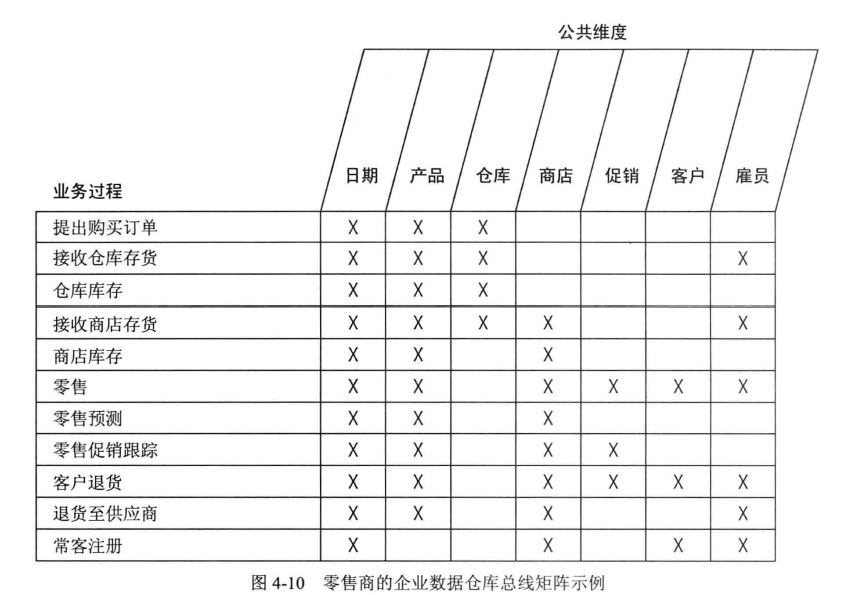 公共维度
业务过程 日期 产品 仓库 商店 促销 客户 雇员
提出购买订单 X X X
接收仓库存货 X X X X
仓库库存 X X X
接收商店存货 X X X X X
商店库存 X X X
零售 X X X X X X
零售预测 X X X
零售促销跟踪 X X X X
客户退货 X X X X X X
退货至供应商 X X X X
常客注册 X X X X
图 4-10 零售商的企业数据仓库总线矩阵示例